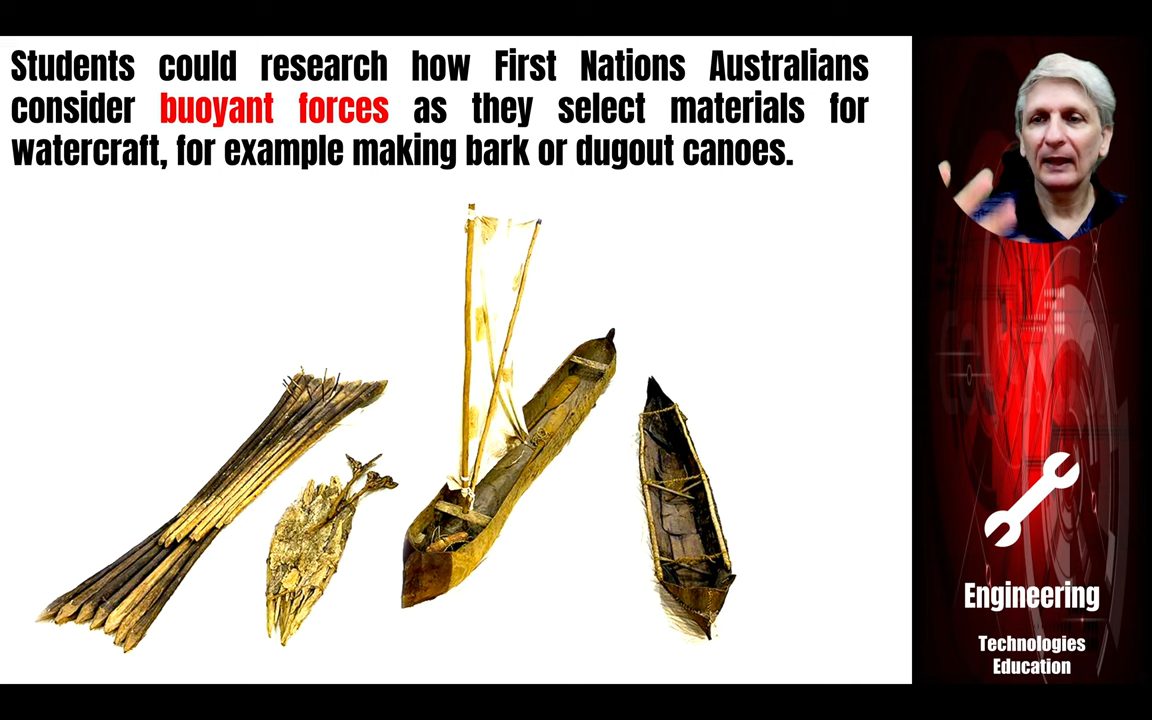 Students could research how First Nations Australians
consider buoyant forces as they select materials for
watercraft, for example making bark or dugout canoes.
Engineering
Technologies
Education